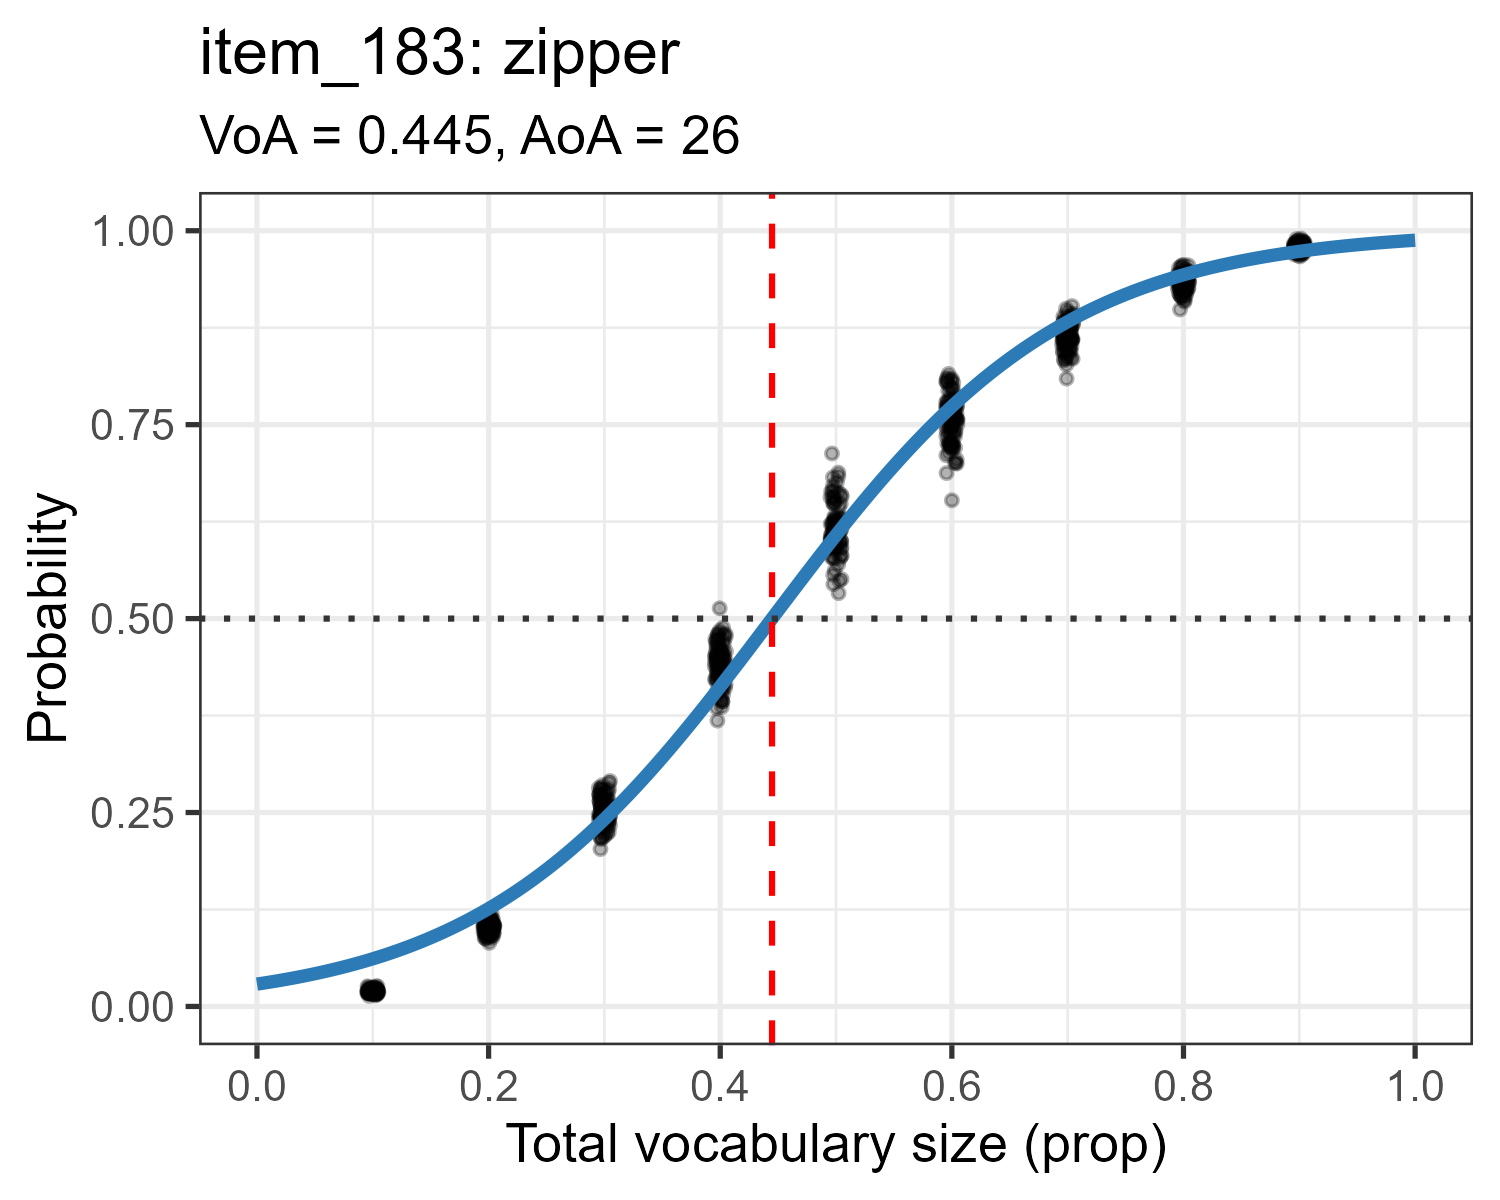 item_183: zipper
VoA = 0.445, AoA = 26
1.00
0.75
0.50
0.25
0.00
Probability
0.0 0.2 0.4 0.6 0.8 1.0
Total vocabulary size (prop)